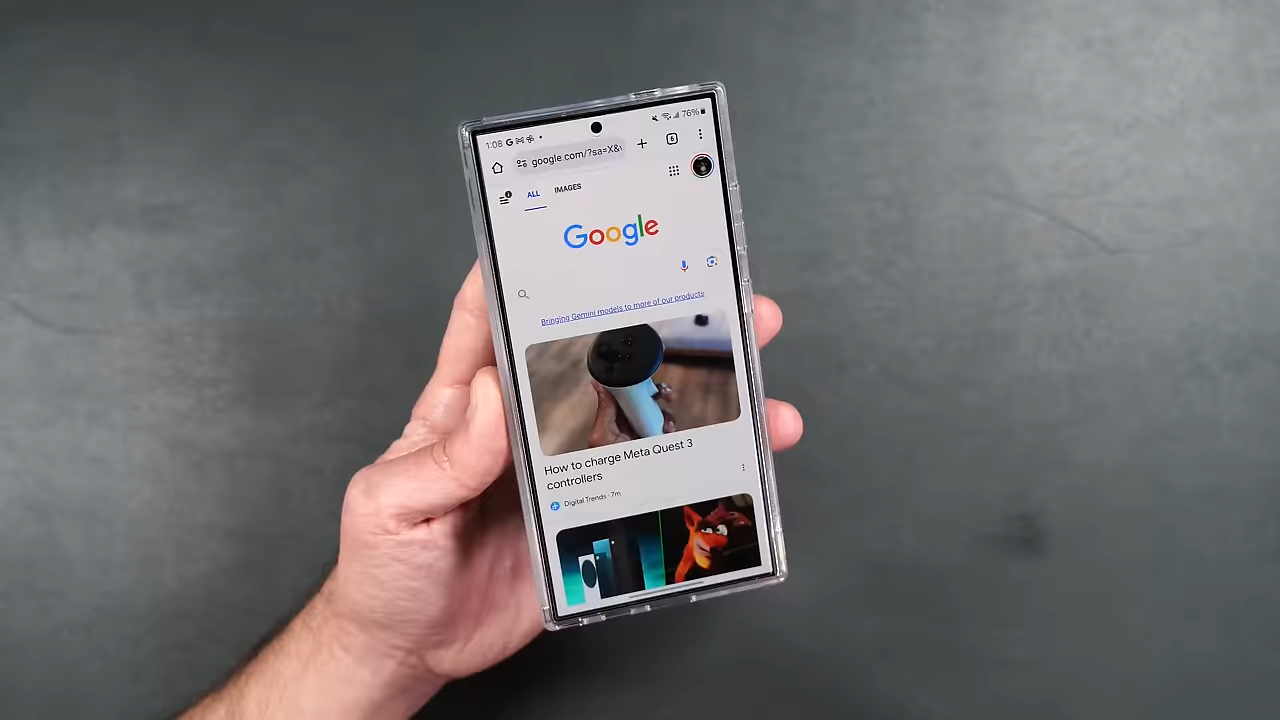 1:08 G 76%
google.com/?sa=X&
6
ALL IMAGES
Google
Bringing Gemini models to more of our products
How to charge Meta Quest 3
controllers
Digital Trends · 7m